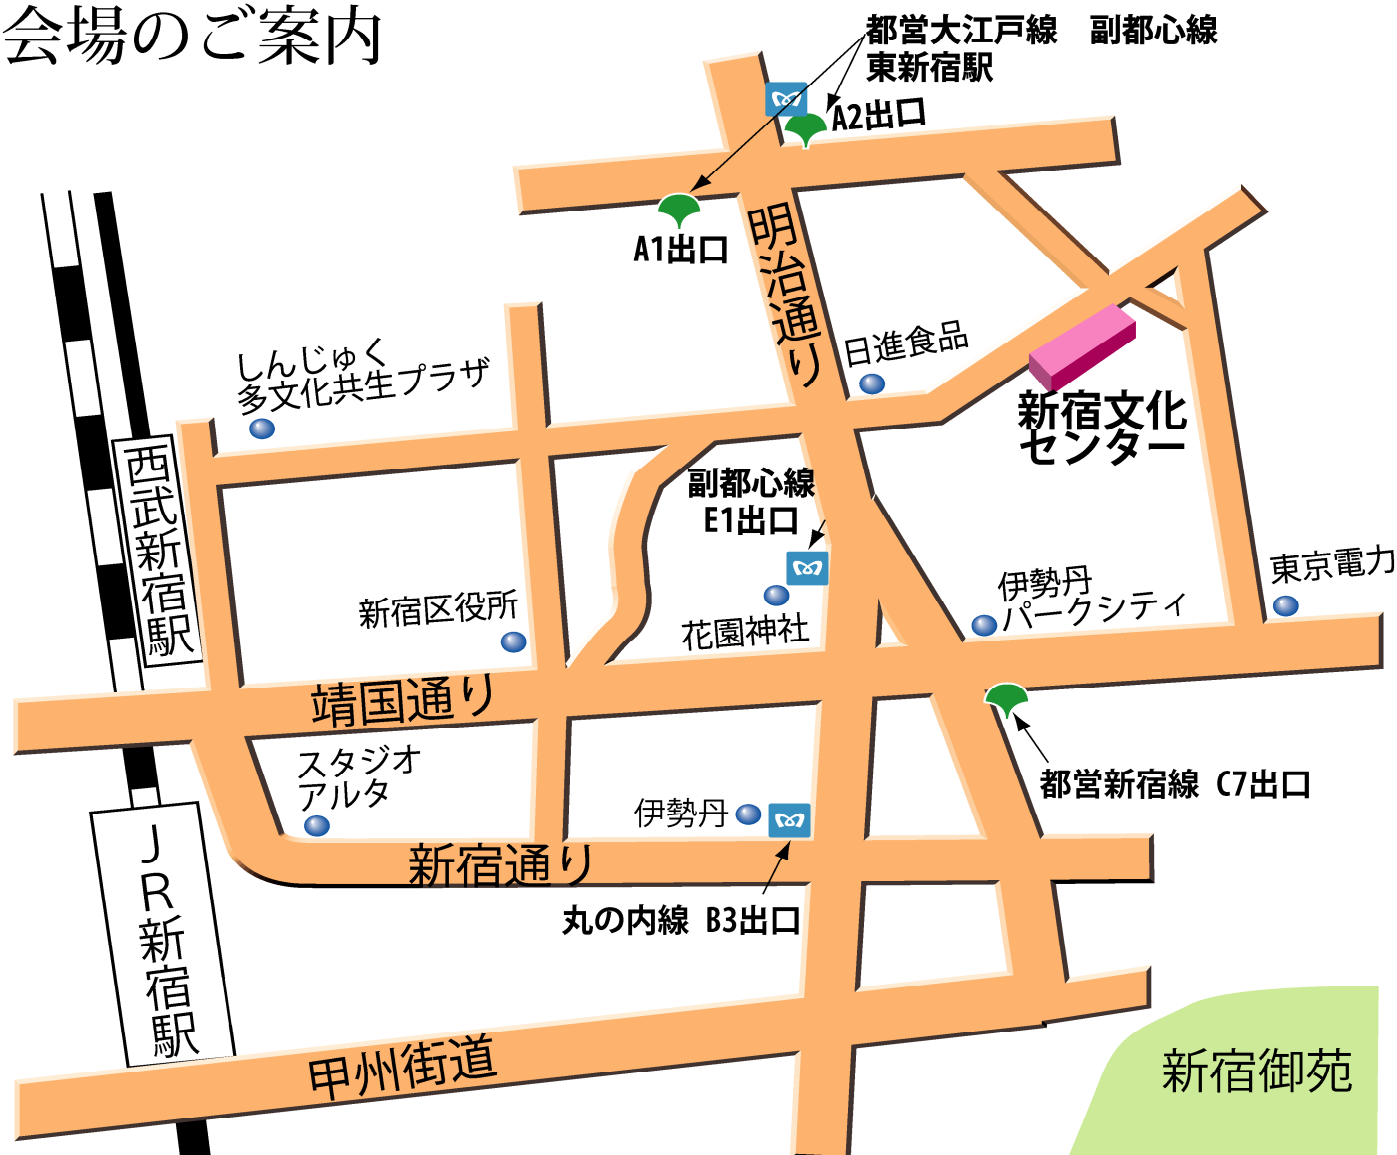 会場のご案内
都営大江戸線　副都心線
東新宿駅
A2出口
A1出口
明治通り
日進食品
しんじゅく
多文化共生プラザ
新宿文化
センター
西武新宿駅
副都心線
E1出口
新宿区役所
花園神社
伊勢丹
パークシティ
東京電力
靖国通り
スタジオ
アルタ
都営新宿線 C7出口
伊勢丹
新宿通り
丸の内線 B3出口
JR新宿駅
甲州街道
新宿御苑